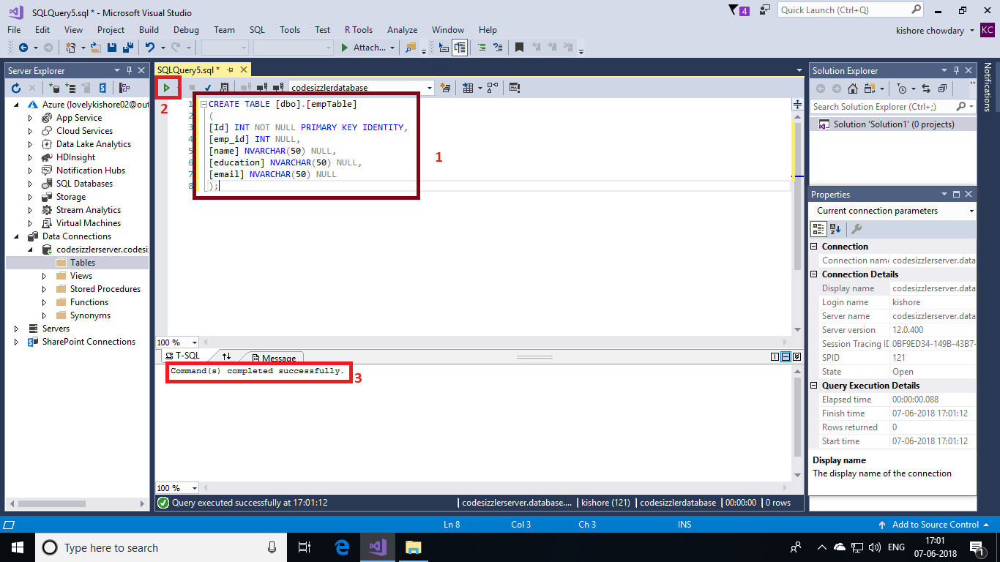 SQLQuery5.sql * - Microsoft Visual Studio
4
Quick Launch (Ctrl+Q)
File Edit View Project Build Debug Team SQL Tools Test R Tools Analyze Window Help
kishore chowdary
KC
Attach...
Server Explorer
Azure (lovelykishore02@out
App Service
Cloud Services
Data Lake Analytics
HDInsight
Notification Hubs
SQL Databases
Storage
Stream Analytics
Virtual Machines
Data Connections
codesizzlerserver.codesiz
Tables
Views
Stored Procedures
Functions
Synonyms
Servers
SharePoint Connections
SQLQuery5.sql *
codesizzlerdatabase
2
1 CREATE TABLE [dbo].[empTable]
2 (
3 [Id] INT NOT NULL PRIMARY KEY IDENTITY,
4 [emp_id] INT NULL,
5 [name] NVARCHAR(50) NULL,
6 [education] NVARCHAR(50) NULL,
7 [email] NVARCHAR(50) NULL
8 );
1
100 %
T-SQL
Message
Command(s) completed successfully.
3
100 %
Query executed successfully at 17:01:12
codesizzlerserver.database....
kishore (121)
codesizzlerdatabase
00:00:00
0 rows
Solution Explorer
Search Solution Explorer (Ctrl+;)
Solution 'Solution1' (0 projects)
Notifications
Properties
Current connection parameters
Connection
Connection name codesizzlerserver.data
Connection Details
Display name codesizzlerserver.data
Login name kishore
Server name codesizzlerserver.data
Server version 12.0.400
Session Tracing ID 0BF9ED34-149B-43B7-
SPID 121
State Open
Query Execution Details
Elapsed time 00:00:00.088
Finish time 07-06-2018 17:01:12
Rows returned 0
Start time 07-06-2018 17:01:12
Display name
The display name of the connection
Ln 8 Col 3 Ch 3 INS
Add to Source Control
Type here to search
ENG
17:01
07-06-2018
1